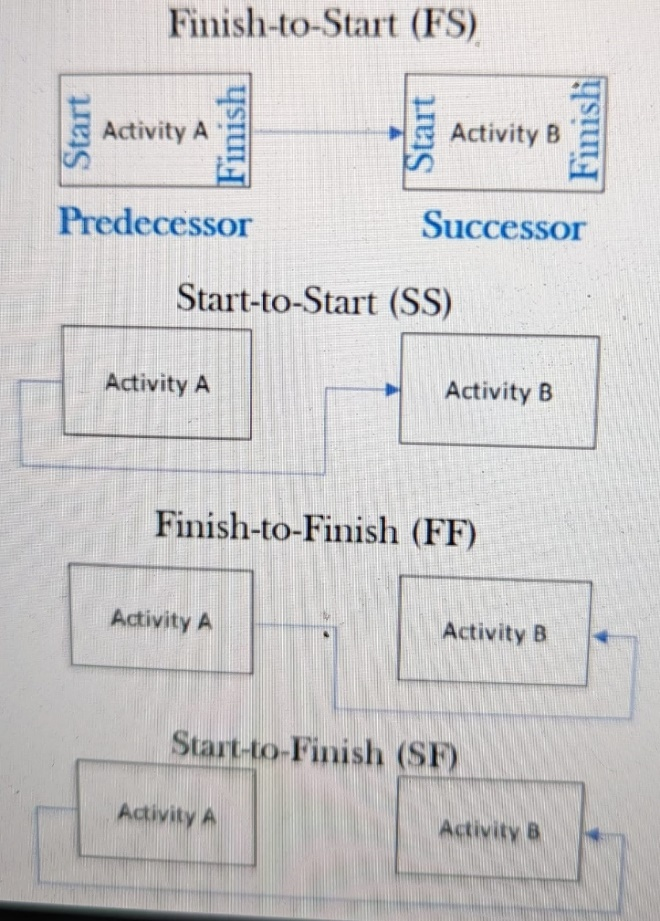 Finish-to-Start (FS)
Start Activity A Finish Start Activity B Finish
Predecessor Successor
Start-to-Start (SS)
Activity A Activity B
Finish-to-Finish (FF)
Activity A Activity B
Start-to-Finish (SF)
Activity A Activity B